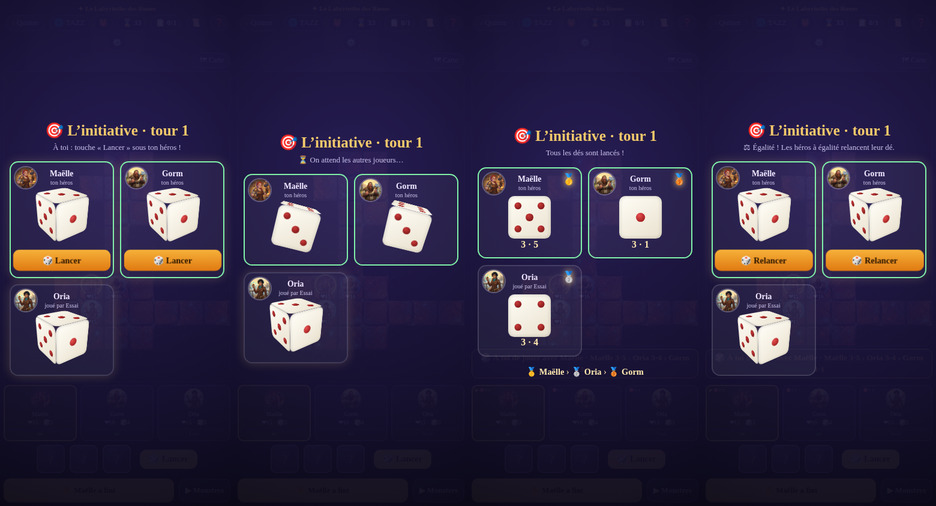 🎯 L’initiative · tour 1
À toi : touche « Lancer » sous ton héros !
Maëlle
ton héros
🎲 Lancer
Gorm
ton héros
🎲 Lancer
Oria
joué par Essai
🎯 L’initiative · tour 1
⏳ On attend les autres joueurs…
Maëlle
ton héros
Gorm
ton héros
Oria
joué par Essai
🎯 L’initiative · tour 1
Tous les dés sont lancés !
Maëlle
ton héros
3 · 5
Gorm
ton héros
3 · 1
Oria
joué par Essai
3 · 4
🥇 Maëlle › 🥈 Oria › 🥉 Gorm
🎯 L’initiative · tour 1
⚖ Égalité ! Les héros à égalité relancent leur dé.
Maëlle
ton héros
🎲 Relancer
Gorm
ton héros
🎲 Relancer
Oria
joué par Essai